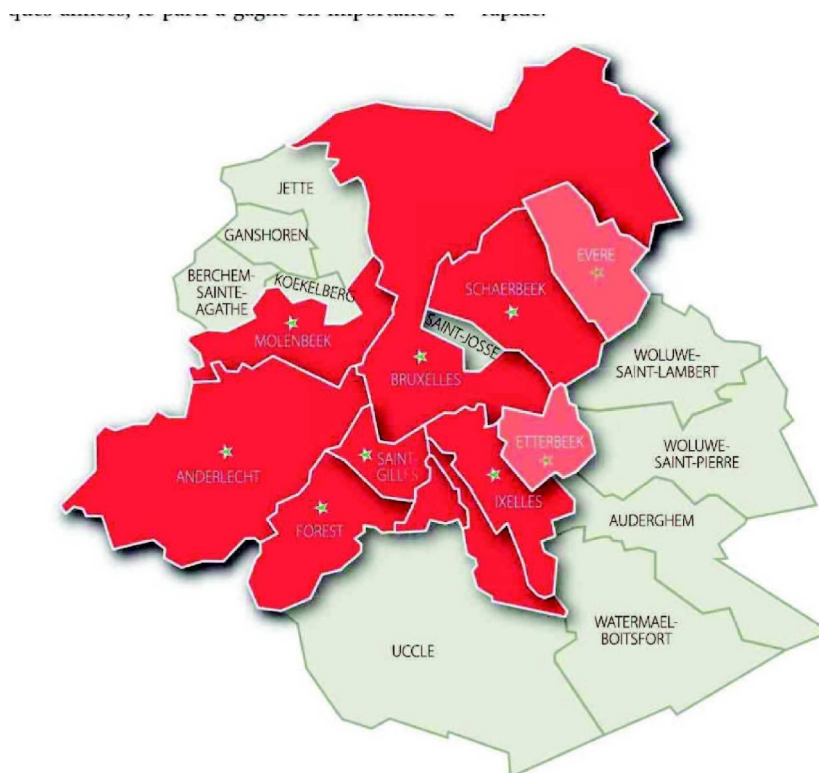 JETTE
GANSHOREN
BERCHEM-
SAINTE-
AGATHE
KOEKELBERG
MOLENBEEK
EVERE
SCHAERBEEK
SAINT-JOSSE
BRUXELLES
WOLUWE-
SAINT-LAMBERT
ETTERBEEK
WOLUWE-
SAINT-PIERRE
ANDERLECHT
SAINT-
GILLES
IXELLES
FOREST
AUDERGHEM
WATERMAEL-
BOITSFORT
UCCLE